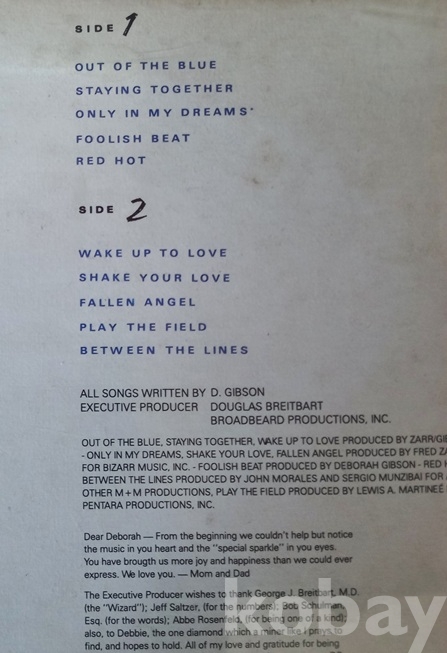 SIDE 1
OUT OF THE BLUE
STAYING TOGETHER
ONLY IN MY DREAMS*
FOOLISH BEAT
RED HOT
SIDE 2
WAKE UP TO LOVE
SHAKE YOUR LOVE
FALLEN ANGEL
PLAY THE FIELD
BETWEEN THE LINES
ALL SONGS WRITTEN BY D. GIBSON
EXECUTIVE PRODUCER DOUGLAS BREITBART
BROADBEARD PRODUCTIONS, INC.
OUT OF THE BLUE, STAYING TOGETHER, WAKE UP TO LOVE PRODUCED BY ZARR/GI
- ONLY IN MY DREAMS, SHAKE YOUR LOVE, FALLEN ANGEL PRODUCED BY FRED ZA
FOR BIZARR MUSIC, INC. - FOOLISH BEAT PRODUCED BY DEBORAH GIBSON - RED H
BETWEEN THE LINES PRODUCED BY JOHN MORALES AND SERGIO MUNZIBAI FOR
OTHER M+M PRODUCTIONS, PLAY THE FIELD PRODUCED BY LEWIS A. MARTINEÉ
PENTARA PRODUCTIONS, INC.
Dear Deborah — From the beginning we couldn't help but notice
the music in you heart and the "special sparkle" in you eyes.
You have brougth us more joy and happiness than we could ever
express. We love you. — Mom and Dad
The Executive Producer wishes to thank George J. Breitbart, M.D.
(the "Wizard"); Jeff Saltzer, (for the numbers); Bob Schulman,
Esq. (for the words); Abbe Rosenfeld, (for being one of a kind);
also, to Debbie, the one diamond which a miner like I prays to
find, and hopes to hold. All of my love and gratitude for being